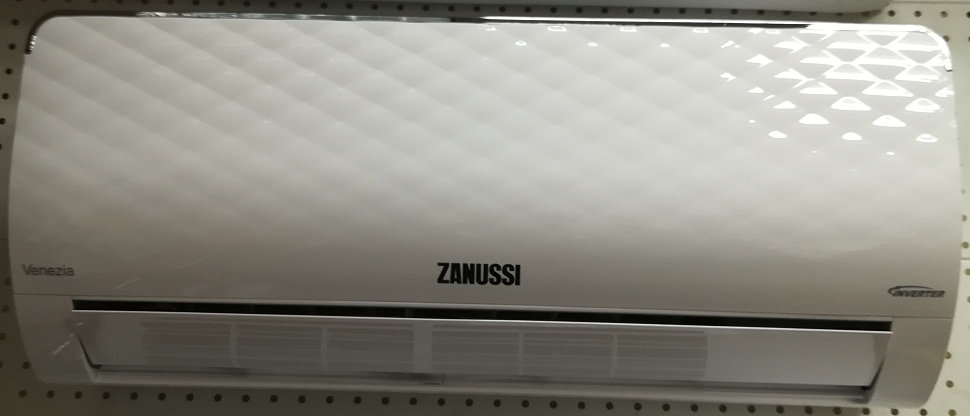 Venezia
ZANUSSI
INVERTER